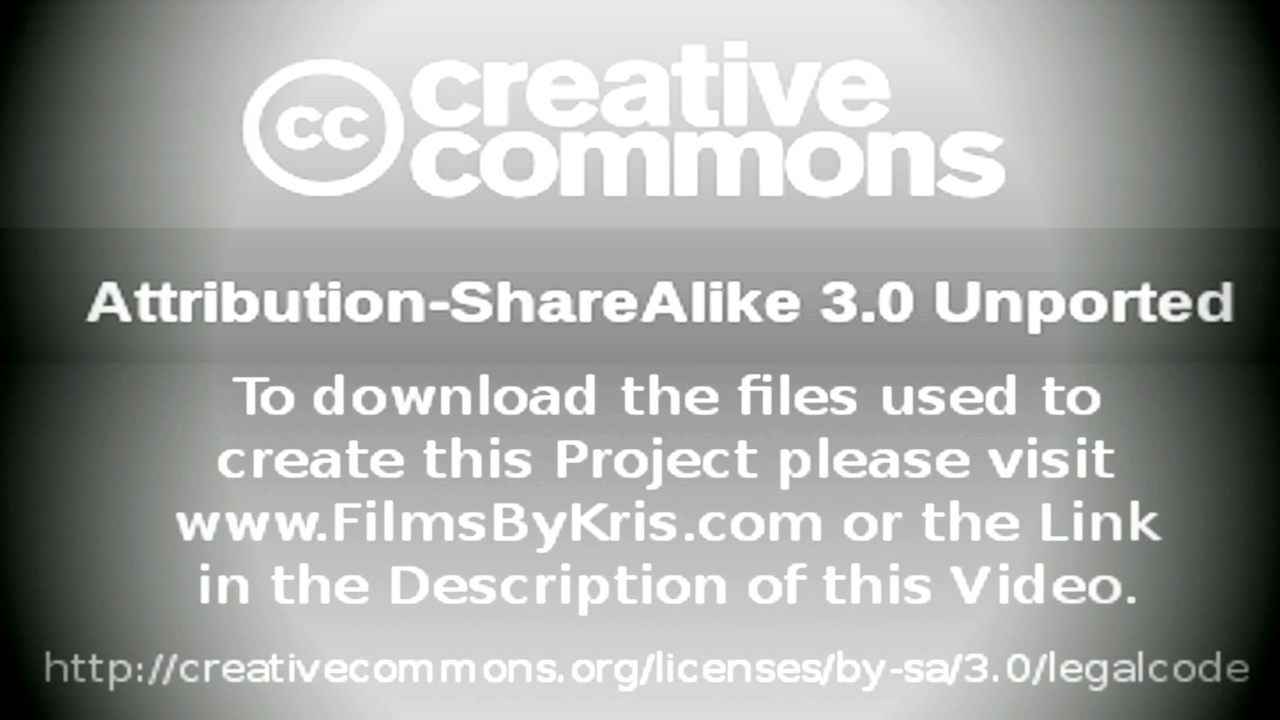 cc creative
commons
Attribution-ShareAlike 3.0 Unported
To download the files used to
create this Project please visit
www.FilmsByKris.com or the Link
in the Description of this Video.
http://creativecommons.org/licenses/by-sa/3.0/legalcode